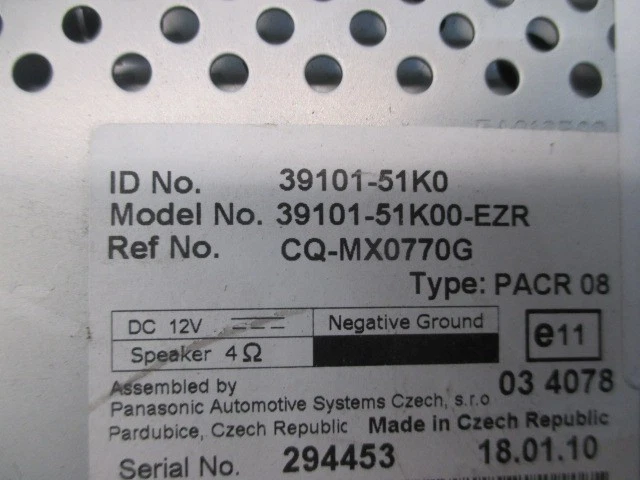 ID No. 39101-51K0
Model No. 39101-51K00-EZR
Ref No. CQ-MX0770G
Type: PACR 08
DC 12V Negative Ground
Speaker 4Ω
e11
03 4078
Assembled by
Panasonic Automotive Systems Czech, s.r.o
Pardubice, Czech Republic Made in Czech Republic
Serial No. 294453 18.01.10